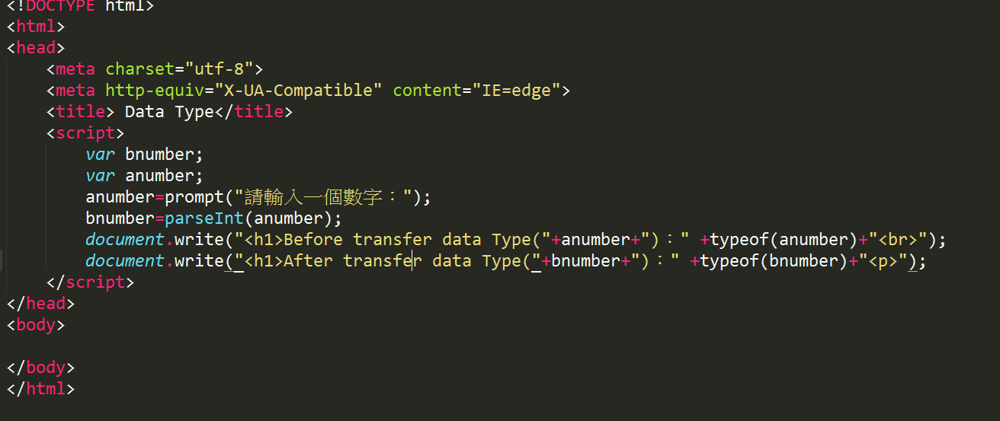 <!DOCTYPE html>
<html>
<head>
    <meta charset="utf-8">
    <meta http-equiv="X-UA-Compatible" content="IE=edge">
    <title> Data Type</title>
    <script>
        var bnumber;
        var anumber;
        anumber=prompt("請輸入一個數字：");
        bnumber=parseInt(anumber);
        document.write("<h1>Before transfer data Type("+anumber+")：" +typeof(anumber)+"<br>");
        document.write("<h1>After transfer data Type("+bnumber+")：" +typeof(bnumber)+"<p>");
    </script>
</head>
<body>

</body>
</html>